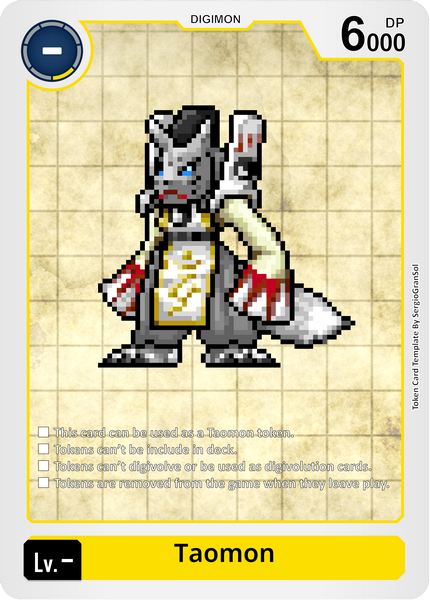 DIGIMON
-
DP
6000
□ This card can be used as a Taomon token.
□ Tokens can't be include in deck.
□ Tokens can't digivolve or be used as digivolution cards.
□ Tokens are removed from the game when they leave play.
Token Card Template By SergioGranSol
Lv.-
Taomon